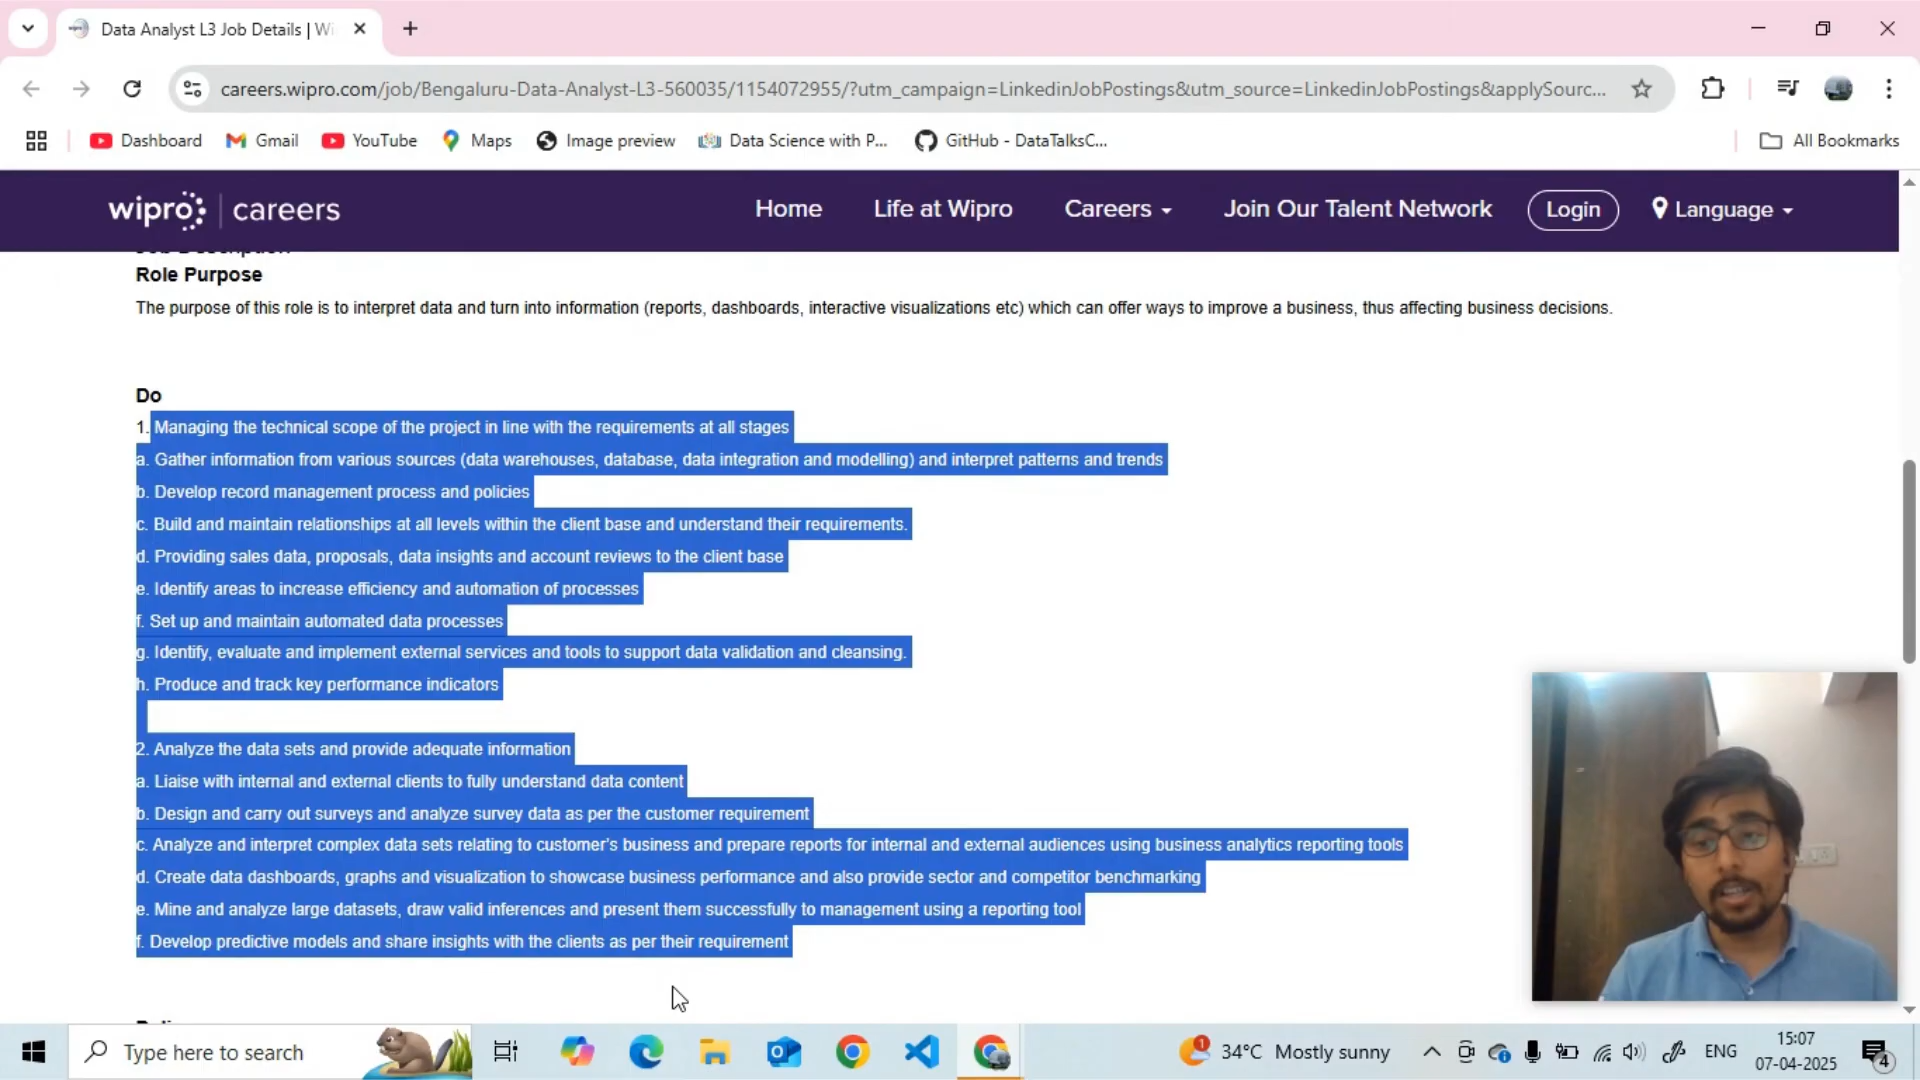 Data Analyst L3 Job Details | Wi
careers.wipro.com/job/Bengaluru-Data-Analyst-L3-560035/1154072955/?utm_campaign=LinkedinJobPostings&utm_source=LinkedinJobPostings&applySourc...
Dashboard Gmail YouTube Maps Image preview Data Science with P... GitHub - DataTalksC... All Bookmarks
wipro | careers Home Life at Wipro Careers Join Our Talent Network Login Language
Job Description
Role Purpose
The purpose of this role is to interpret data and turn into information (reports, dashboards, interactive visualizations etc) which can offer ways to improve a business, thus affecting business decisions.
Do
1. Managing the technical scope of the project in line with the requirements at all stages
a. Gather information from various sources (data warehouses, database, data integration and modelling) and interpret patterns and trends
b. Develop record management process and policies
c. Build and maintain relationships at all levels within the client base and understand their requirements.
d. Providing sales data, proposals, data insights and account reviews to the client base
e. Identify areas to increase efficiency and automation of processes
f. Set up and maintain automated data processes
g. Identify, evaluate and implement external services and tools to support data validation and cleansing.
h. Produce and track key performance indicators
2. Analyze the data sets and provide adequate information
a. Liaise with internal and external clients to fully understand data content
b. Design and carry out surveys and analyze survey data as per the customer requirement
c. Analyze and interpret complex data sets relating to customer's business and prepare reports for internal and external audiences using business analytics reporting tools
d. Create data dashboards, graphs and visualization to showcase business performance and also provide sector and competitor benchmarking
e. Mine and analyze large datasets, draw valid inferences and present them successfully to management using a reporting tool
f. Develop predictive models and share insights with the clients as per their requirement
Type here to search 1 34°C Mostly sunny ENG 15:07
07-04-2025 4